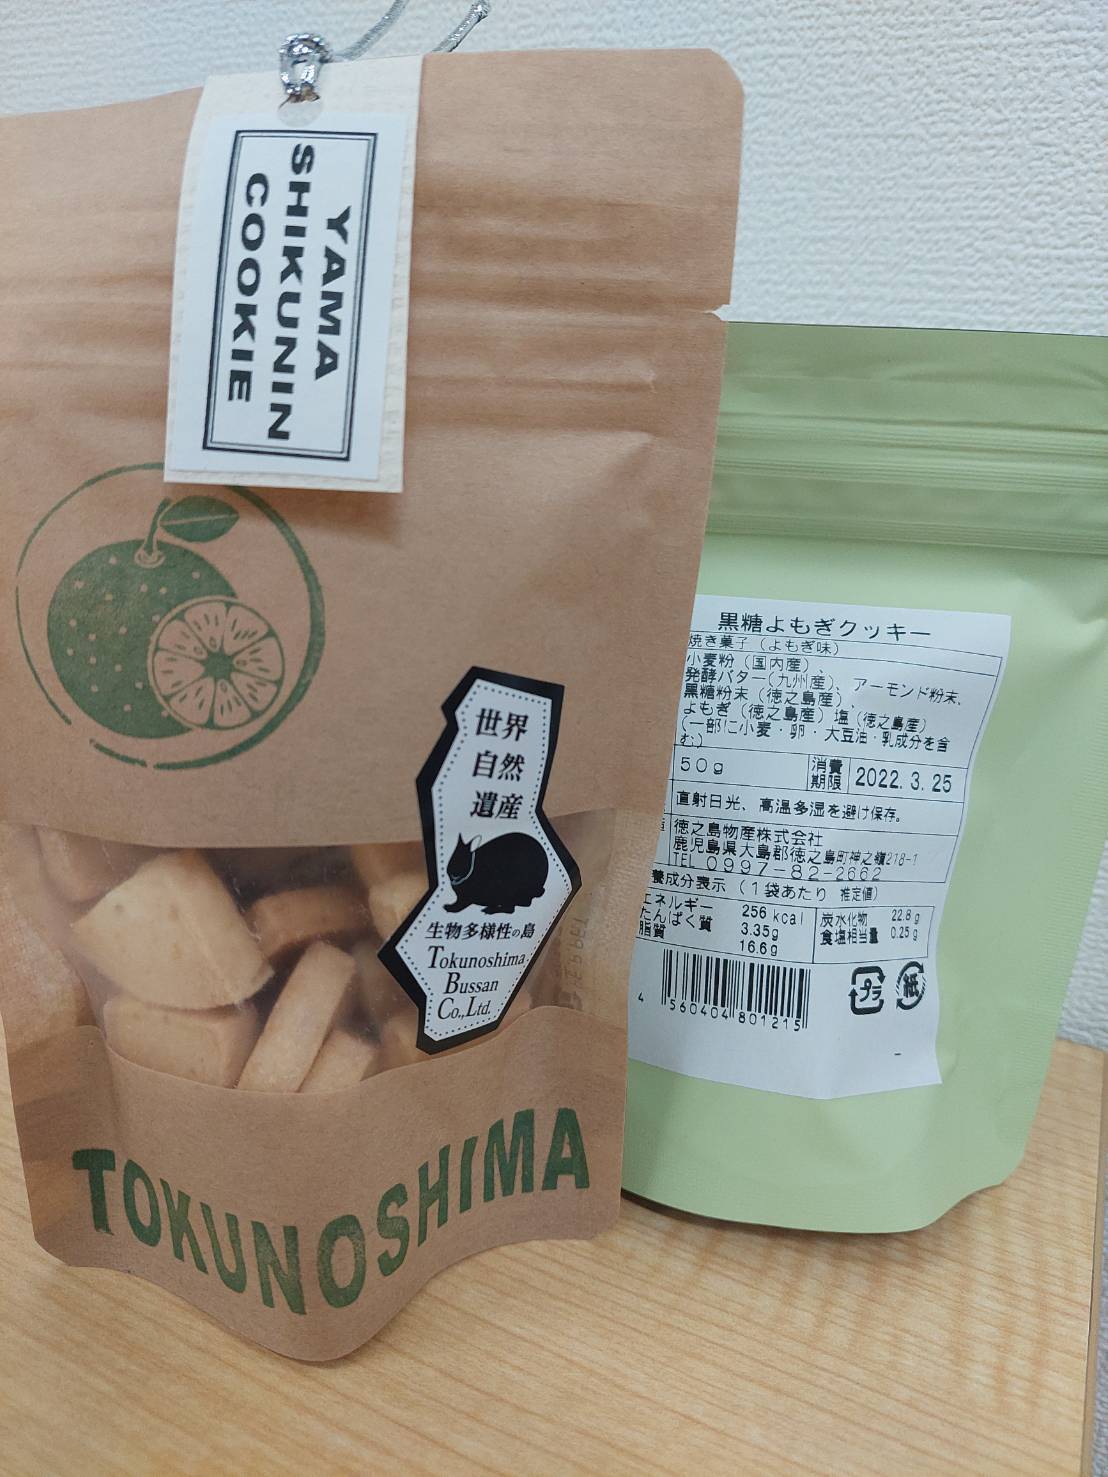 YAMA
SHIKUNIN
COOKIE
世界
自然
遺産
生物多様性の島
Tokunoshima
Bussan
Co.,Ltd.
TOKUNOSHIMA
黒糖よもぎクッキー
焼き菓子（よもぎ味）
小麦粉（国内産）、
発酵バター（九州産）、アーモンド粉末、
黒糖粉末（徳之島産）、
よもぎ（徳之島産）塩（徳之島産）
（一部に小麦・卵・大豆油・乳成分を含
む）
50g 消費期限 2022.3.25
直射日光、高温多湿を避け保存。
徳之島物産株式会社
鹿児島県大島郡徳之島町神之嶺218-1
TEL 0997-82-2662
養成分表示（1袋あたり 推定値）
エネルギー 256 kcal 炭水化物 22.8g
たんぱく質 3.35g 食塩相当量 0.25g
脂質 16.6g
プラ 紙
4 560404 801215